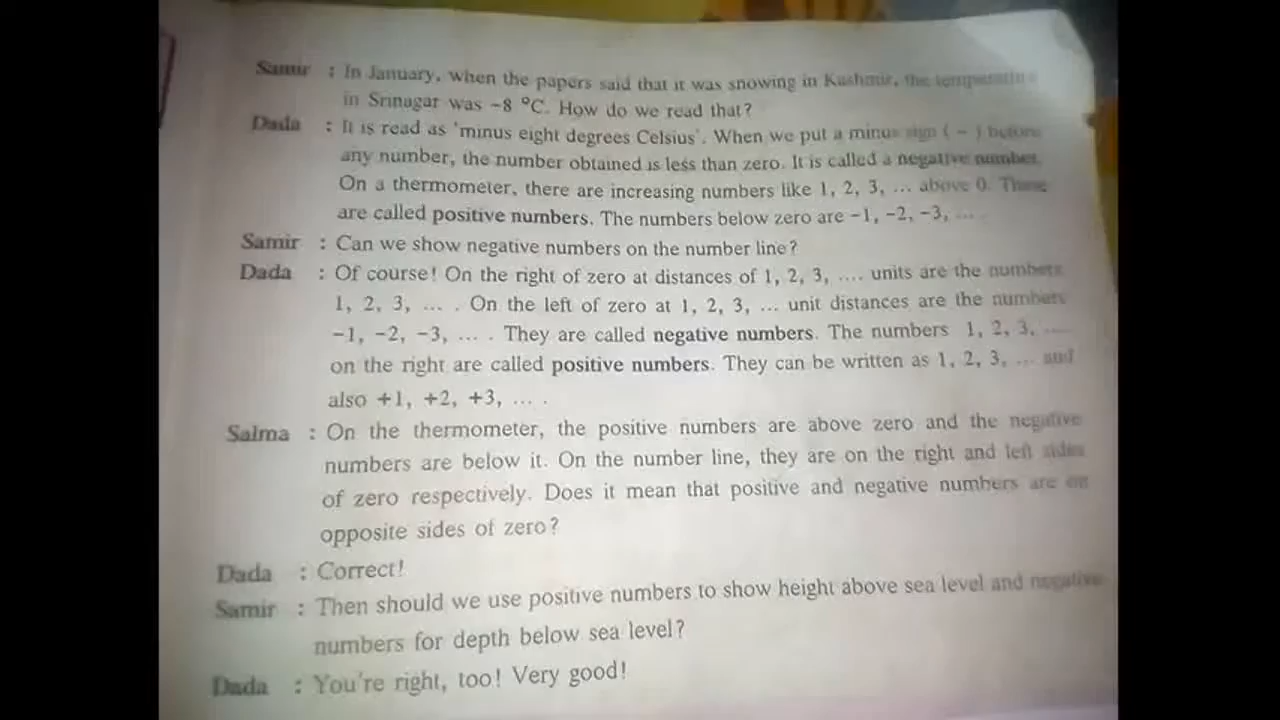 Samir : In January, when the papers said that it was snowing in Kashmir, the temperature
in Srinagar was −8 °C. How do we read that?
Dada : It is read as 'minus eight degrees Celsius'. When we put a minus sign ( − ) before
any number, the number obtained is less than zero. It is called a negative number.
On a thermometer, there are increasing numbers like 1, 2, 3, ... above 0. These
are called positive numbers. The numbers below zero are −1, −2, −3, ... .
Samir : Can we show negative numbers on the number line?
Dada : Of course! On the right of zero at distances of 1, 2, 3, .... units are the numbers
1, 2, 3, ... . On the left of zero at 1, 2, 3, ... unit distances are the numbers
−1, −2, −3, ... . They are called negative numbers. The numbers 1, 2, 3, ....
on the right are called positive numbers. They can be written as 1, 2, 3, ... and
also +1, +2, +3, ... .
Salma : On the thermometer, the positive numbers are above zero and the negative
numbers are below it. On the number line, they are on the right and left sides
of zero respectively. Does it mean that positive and negative numbers are on
opposite sides of zero?
Dada : Correct!
Samir : Then should we use positive numbers to show height above sea level and negative
numbers for depth below sea level?
Dada : You're right, too! Very good!